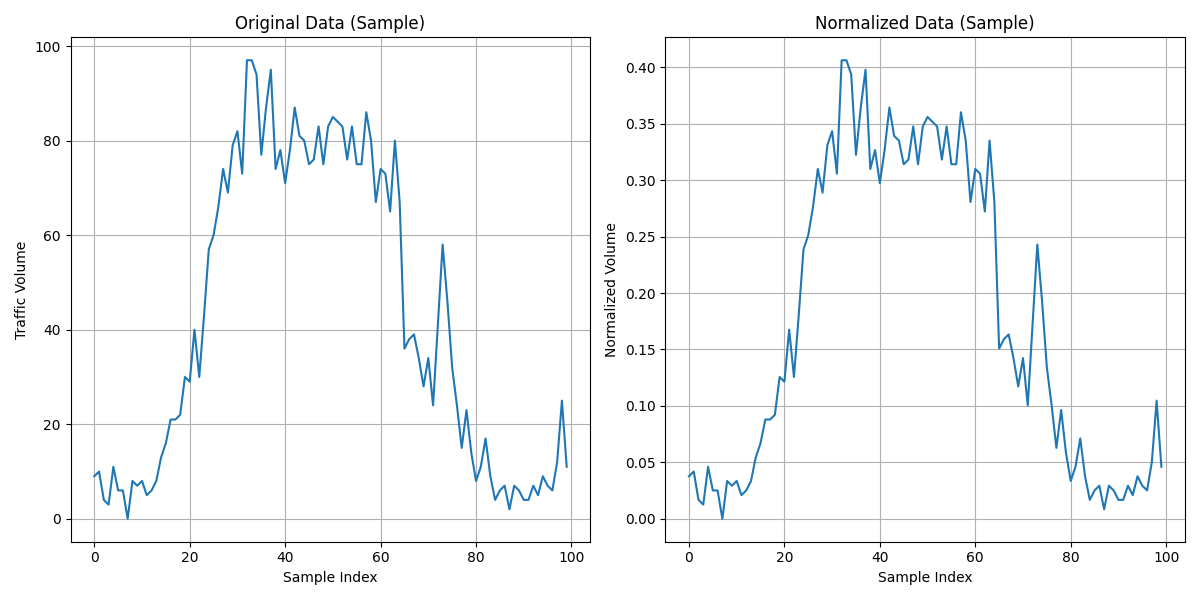 Original Data (Sample)
100
80
60
40
20
0
Traffic Volume
0 20 40 60 80 100
Sample Index
Normalized Data (Sample)
0.40
0.35
0.30
0.25
0.20
0.15
0.10
0.05
0.00
Normalized Volume
0 20 40 60 80 100
Sample Index